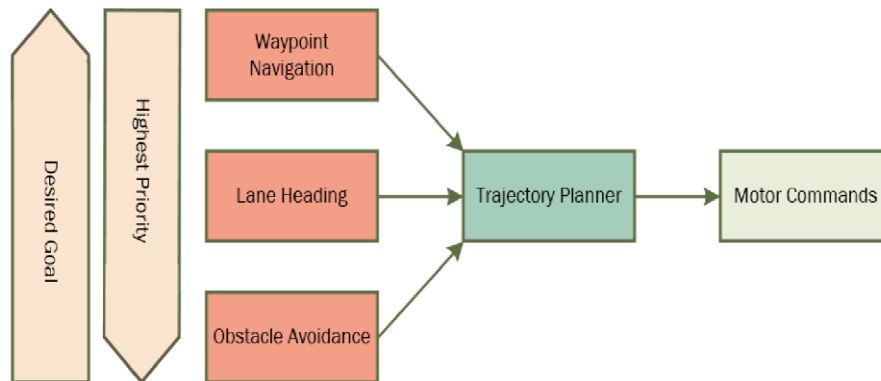 Desired Goal
Highest Priority
Waypoint
Navigation
Lane Heading
Obstacle Avoidance
Trajectory Planner
Motor Commands